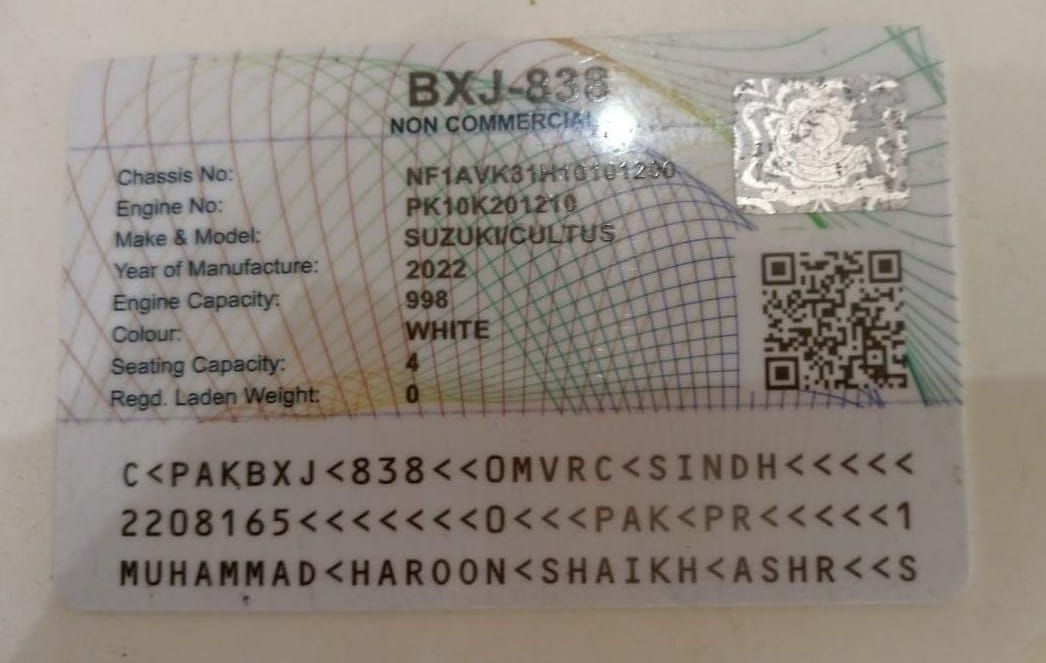 BXJ-838
NON COMMERCIAL
Chassis No: NF1AVK31H10101200
Engine No: PK10K201210
Make & Model: SUZUKI/CULTUS
Year of Manufacture: 2022
Engine Capacity: 998
Colour: WHITE
Seating Capacity: 4
Regd. Laden Weight: 0
C<PAKBXJ<838<<OMVRC<SINDH<<<<<
2208165<<<<<<<O<<<PAK<PR<<<<<1
MUHAMMAD<HAROON<SHAIKH<ASHR<<S